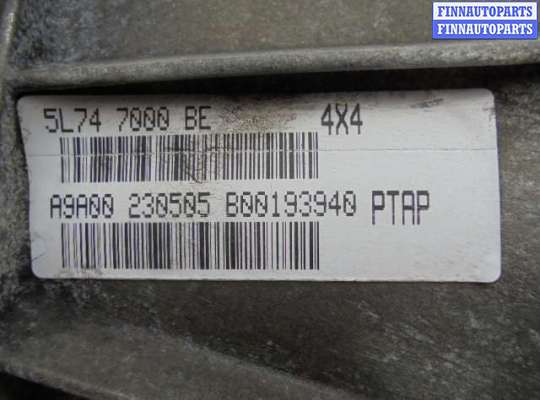 FINNAUTOPARTS
FINNAUTOPARTS
5L74 7000 BE 4X4
A9A00 230505 B00193940 PTAP